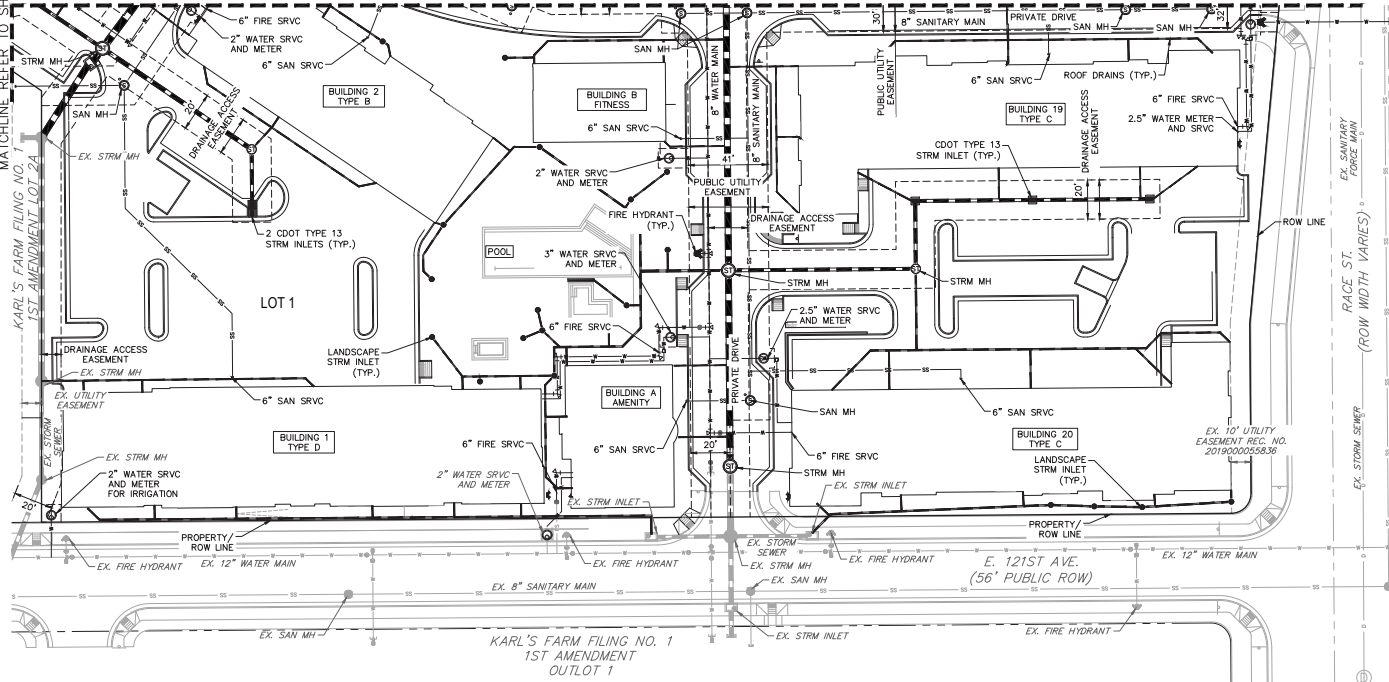 MATCHLINE REFER TO SH
6" FIRE SRVC
2" WATER SRVC
AND METER
6" SAN SRVC
STRM MH
ST
SAN MH
20'
DRAINAGE ACCESS
EASEMENT
BUILDING 2
TYPE B
EX. STRM MH
KARL'S FARM FILING NO. 1
1ST AMENDMENT LOT 2A
2 CDOT TYPE 13
STRM INLETS (TYP.)
LOT 1
SAN MH
8" WATER MAIN
8" SANITARY MAIN
BUILDING B
FITNESS
6" SAN SRVC
2" WATER SRVC
AND METER
41'
PUBLIC UTILITY
EASEMENT
FIRE HYDRANT
(TYP.)
DRAINAGE ACCESS
EASEMENT
POOL
3" WATER SRVC
AND METER
STRM MH
30'
8" SANITARY MAIN
PRIVATE DRIVE
SAN MH
SAN MH
32'
PUBLIC UTILITY
EASEMENT
6" SAN SRVC
ROOF DRAINS (TYP.)
BUILDING 19
TYPE C
DRAINAGE ACCESS
EASEMENT
6" FIRE SRVC
2.5" WATER METER
AND SRVC
CDOT TYPE 13
STRM INLET (TYP.)
20'
STRM MH
ROW LINE
EX. SANITARY
FORCE MAIN
RACE ST.
(ROW WIDTH VARIES)
EX. STORM SEWER
DRAINAGE ACCESS
EASEMENT
EX. STRM MH
EX. UTILITY
EASEMENT
6" SAN SRVC
LANDSCAPE
STRM INLET
(TYP.)
6" FIRE SRVC
2.5" WATER SRVC
AND METER
PRIVATE DRIVE
BUILDING A
AMENITY
SAN MH
6" SAN SRVC
BUILDING 1
TYPE D
6" FIRE SRVC
6" SAN SRVC
20'
6" FIRE SRVC
STRM MH
BUILDING 20
TYPE C
LANDSCAPE
STRM INLET
(TYP.)
EX. 10' UTILITY
EASEMENT REC. NO.
2019000055836
EX. STORM
SEWER
EX. STRM MH
2" WATER SRVC
AND METER
FOR IRRIGATION
2" WATER SRVC
AND METER
EX. STRM INLET
EX. STRM INLET
20'
PROPERTY/
ROW LINE
PROPERTY/
ROW LINE
EX. FIRE HYDRANT
EX. 12" WATER MAIN
EX. FIRE HYDRANT
EX. STORM
SEWER
EX. STRM MH
EX. FIRE HYDRANT
E. 121ST AVE.
(56' PUBLIC ROW)
EX. 12" WATER MAIN
EX. 8" SANITARY MAIN
EX. SAN MH
EX. SAN MH
EX. STRM INLET
EX. FIRE HYDRANT
KARL'S FARM FILING NO. 1
1ST AMENDMENT
OUTLOT 1